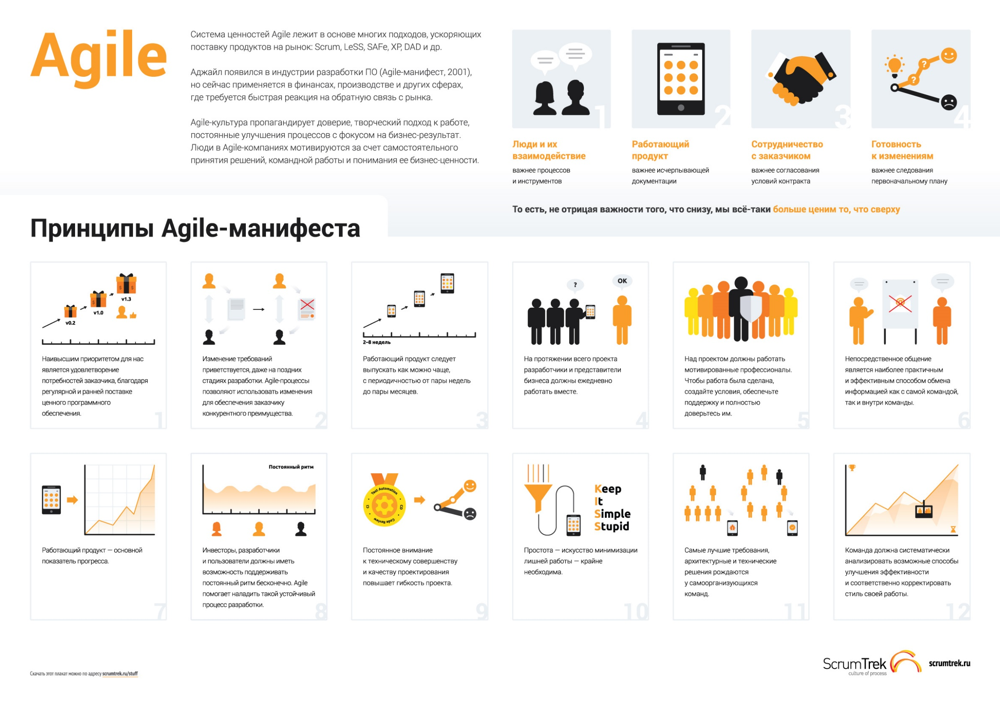 Agile
Система ценностей Agile лежит в основе многих подходов, ускоряющих
поставку продуктов на рынок: Scrum, LeSS, SAFe, XP, DAD и др.
Аджайл появился в индустрии разработки ПО (Agile-манифест, 2001),
но сейчас применяется в финансах, производстве и других сферах,
где требуется быстрая реакция на обратную связь с рынка.
Agile-культура пропагандирует доверие, творческий подход к работе,
постоянные улучшения процессов с фокусом на бизнес-результат.
Люди в Agile-компаниях мотивируются за счет самостоятельного
принятия решений, командной работы и понимания ее бизнес-ценности.
1
Люди и их
взаимодействие
важнее процессов
и инструментов
2
Работающий
продукт
важнее исчерпывающей
документации
3
Сотрудничество
с заказчиком
важнее согласования
условий контракта
? ?
4
Готовность
к изменениям
важнее следования
первоначальному плану
То есть, не отрицая важности того, что снизу, мы всё-таки больше ценим то, что сверху
Принципы Agile-манифеста
$ $
v1.3
$
v1.0
v0.2
Наивысшим приоритетом для нас
является удовлетворение
потребностей заказчика, благодаря
регулярной и ранней поставке
ценного программного
обеспечения.
1
Изменение требований
приветствуется, даже на поздних
стадиях разработки. Agile-процессы
позволяют использовать изменения
для обеспечения заказчику
конкурентного преимущества.
2
2–8 недель
Работающий продукт следует
выпускать как можно чаще,
с периодичностью от пары недель
до пары месяцев.
3
?
OK
На протяжении всего проекта
разработчики и представители
бизнеса должны ежедневно
работать вместе.
4
Над проектом должны работать
мотивированные профессионалы.
Чтобы работа была сделана,
создайте условия, обеспечьте
поддержку и полностью
доверьтесь им.
5
@
Непосредственное общение
является наиболее практичным
и эффективным способом обмена
информацией как с самой командой,
так и внутри команды.
6
Работающий продукт — основной
показатель прогресса.
7
Постоянный ритм
Инвесторы, разработчики
и пользователи должны иметь
возможность поддерживать
постоянный ритм бесконечно. Agile
помогает наладить такой устойчивый
процесс разработки.
8
Test Automation
CI
CD
Code Review
Постоянное внимание
к техническому совершенству
и качеству проектирования
повышает гибкость проекта.
9
Keep
It
Simple
Stupid
Простота — искусство минимизации
лишней работы — крайне
необходима.
10
Самые лучшие требования,
архитектурные и технические
решения рождаются
у самоорганизующихся
команд.
11
Команда должна систематически
анализировать возможные способы
улучшения эффективности
и соответственно корректировать
стиль своей работы.
12
Скачать этот плакат можно по адресу scrumtrek.ru/stuff
ScrumTrek
culture of process
scrumtrek.ru